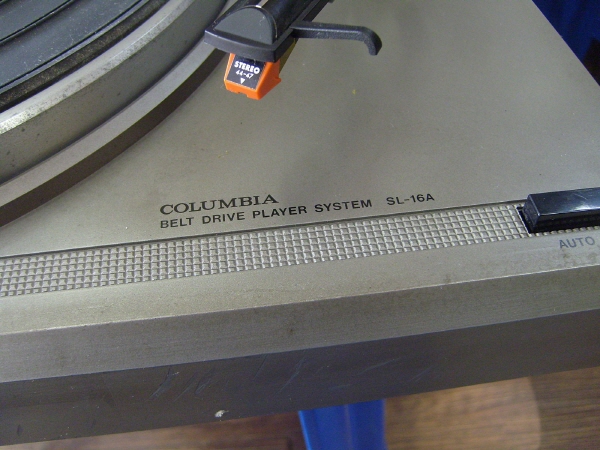 STEREO
44-47
COLUMBIA
BELT DRIVE PLAYER SYSTEM SL-16A
AUTO